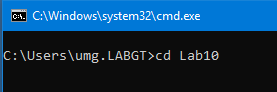 C:\Windows\system32\cmd.exe
C:\Users\umg.LABGT>cd Lab10